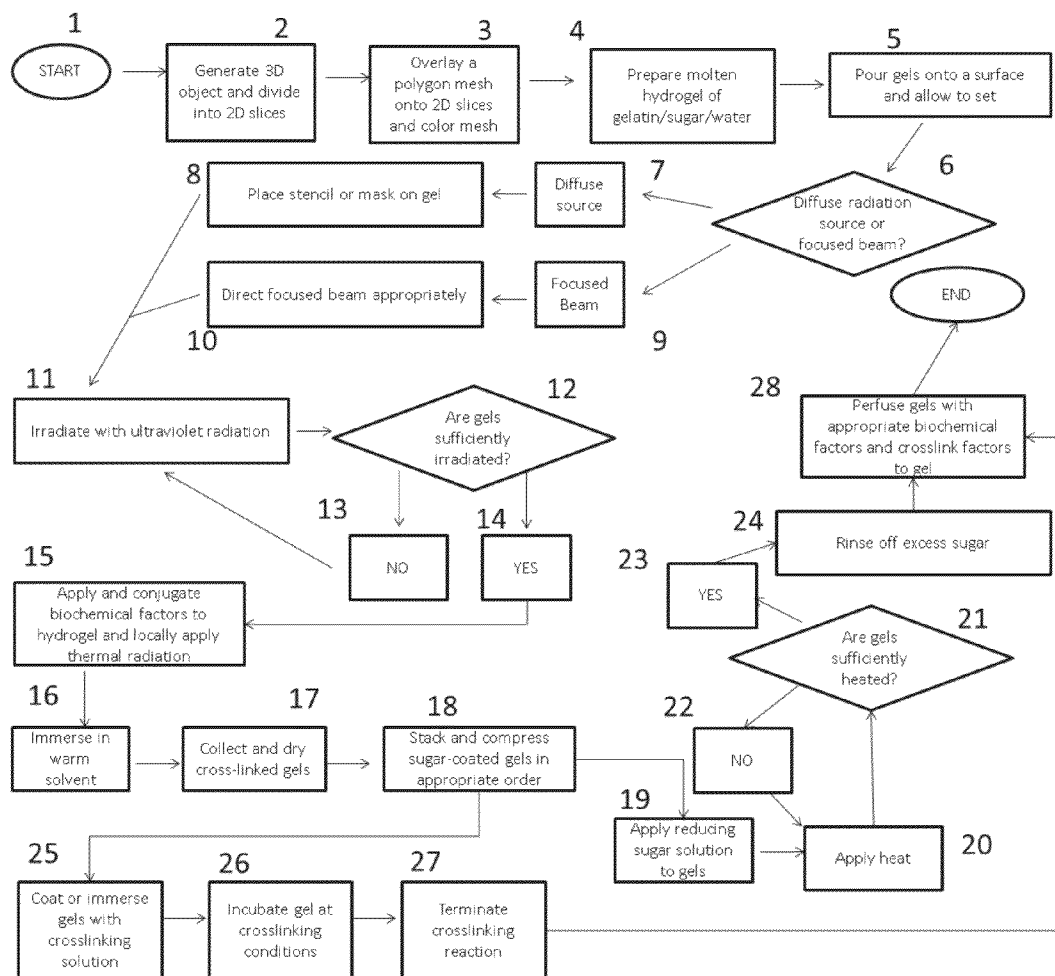 1
START
2
Generate 3D
object and divide
into 2D slices
3
Overlay a
polygon mesh
onto 2D slices
and color mesh
4
Prepare molten
hydrogel of
gelatin/sugar/water
5
Pour gels onto a surface
and allow to set
6
Diffuse radiation
source or
focused beam?
7
Diffuse
source
8
Place stencil or mask on gel
9
Focused
Beam
10
Direct focused beam appropriately
11
Irradiate with ultraviolet radiation
12
Are gels
sufficiently
irradiated?
13
NO
14
YES
15
Apply and conjugate
biochemical factors to
hydrogel and locally apply
thermal radiation
16
Immerse in
warm
solvent
17
Collect and dry
cross-linked gels
18
Stack and compress
sugar-coated gels in
appropriate order
19
Apply reducing
sugar solution
to gels
20
Apply heat
21
Are gels
sufficiently
heated?
22
NO
23
YES
24
Rinse off excess sugar
25
Coat or immerse
gels with
crosslinking
solution
26
Incubate gel at
crosslinking
conditions
27
Terminate
crosslinking
reaction
28
Perfuse gels with
appropriate biochemical
factors and crosslink factors
to gel
END